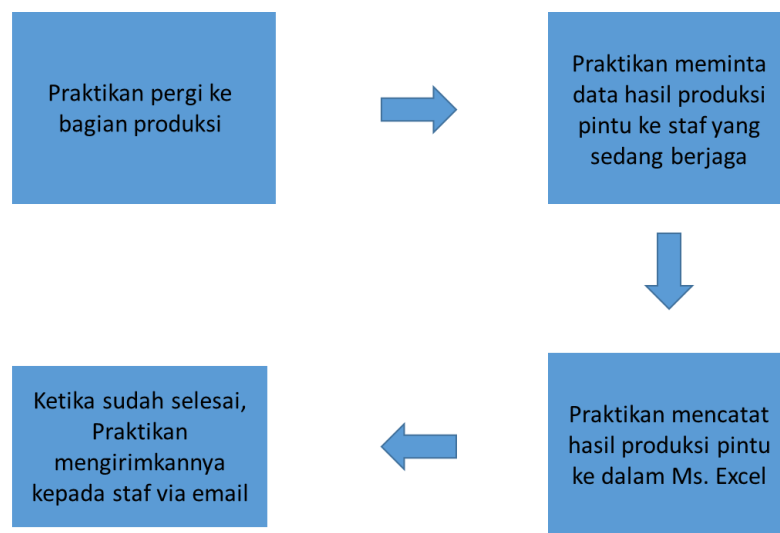 Praktikan pergi ke
bagian produksi
Praktikan meminta
data hasil produksi
pintu ke staf yang
sedang berjaga
Praktikan mencatat
hasil produksi pintu
ke dalam Ms. Excel
Ketika sudah selesai,
Praktikan
mengirimkannya
kepada staf via email